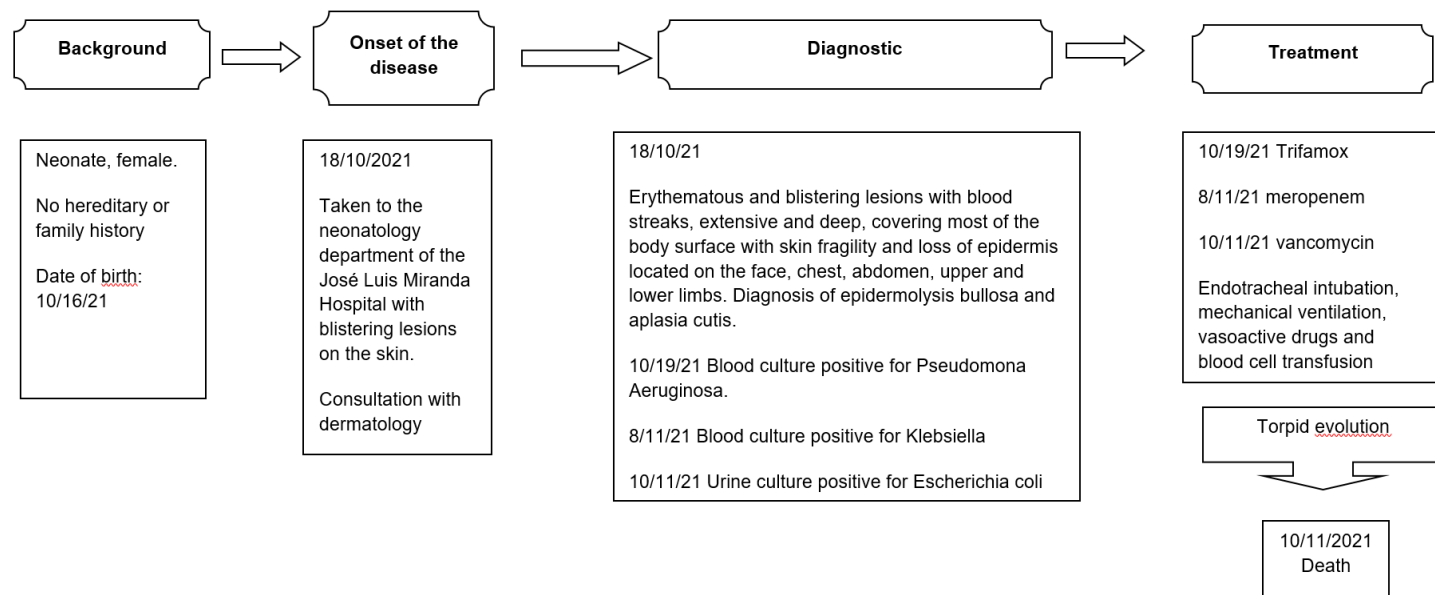 Background
Onset of the
disease
Diagnostic
Treatment
Neonate, female.
No hereditary or
family history
Date of birth:
10/16/21
18/10/2021
Taken to the
neonatology
department of the
José Luis Miranda
Hospital with
blistering lesions
on the skin.
Consultation with
dermatology
18/10/21
Erythematous and blistering lesions with blood
streaks, extensive and deep, covering most of the
body surface with skin fragility and loss of epidermis
located on the face, chest, abdomen, upper and
lower limbs. Diagnosis of epidermolysis bullosa and
aplasia cutis.
10/19/21 Blood culture positive for Pseudomona
Aeruginosa.
8/11/21 Blood culture positive for Klebsiella
10/11/21 Urine culture positive for Escherichia coli
10/19/21 Trifamox
8/11/21 meropenem
10/11/21 vancomycin
Endotracheal intubation,
mechanical ventilation,
vasoactive drugs and
blood cell transfusion
Torpid evolution
10/11/2021
Death